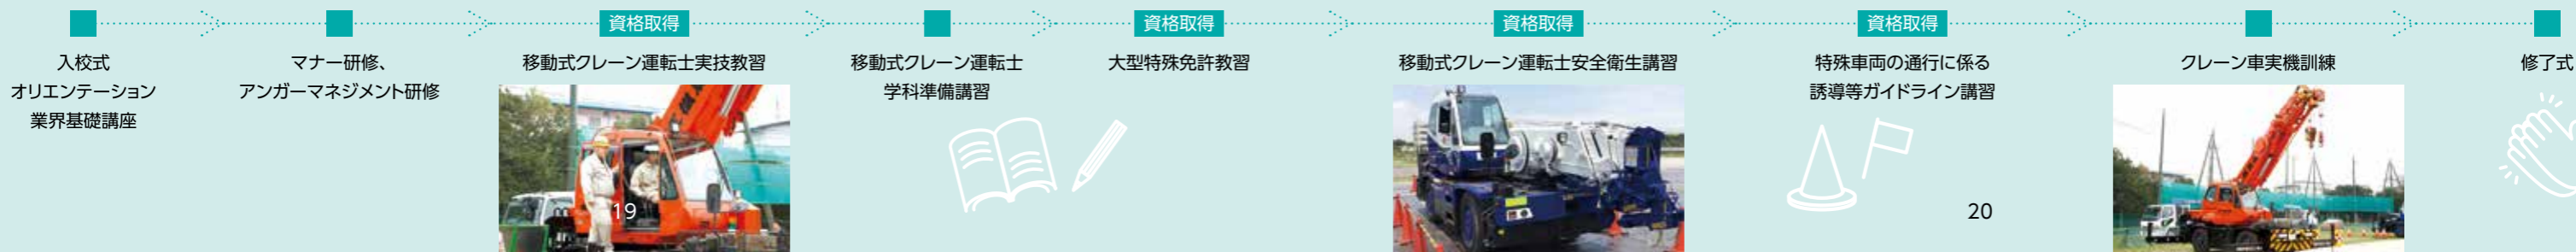 入校式
オリエンテーション
業界基礎講座
マナー研修、
アンガーマネジメント研修
資格取得
移動式クレーン運転士実技教習
移動式クレーン運転士
学科準備講習
資格取得
大型特殊免許教習
資格取得
移動式クレーン運転士安全衛生講習
資格取得
特殊車両の通行に係る
誘導等ガイドライン講習
クレーン車実機訓練
修了式
19
20